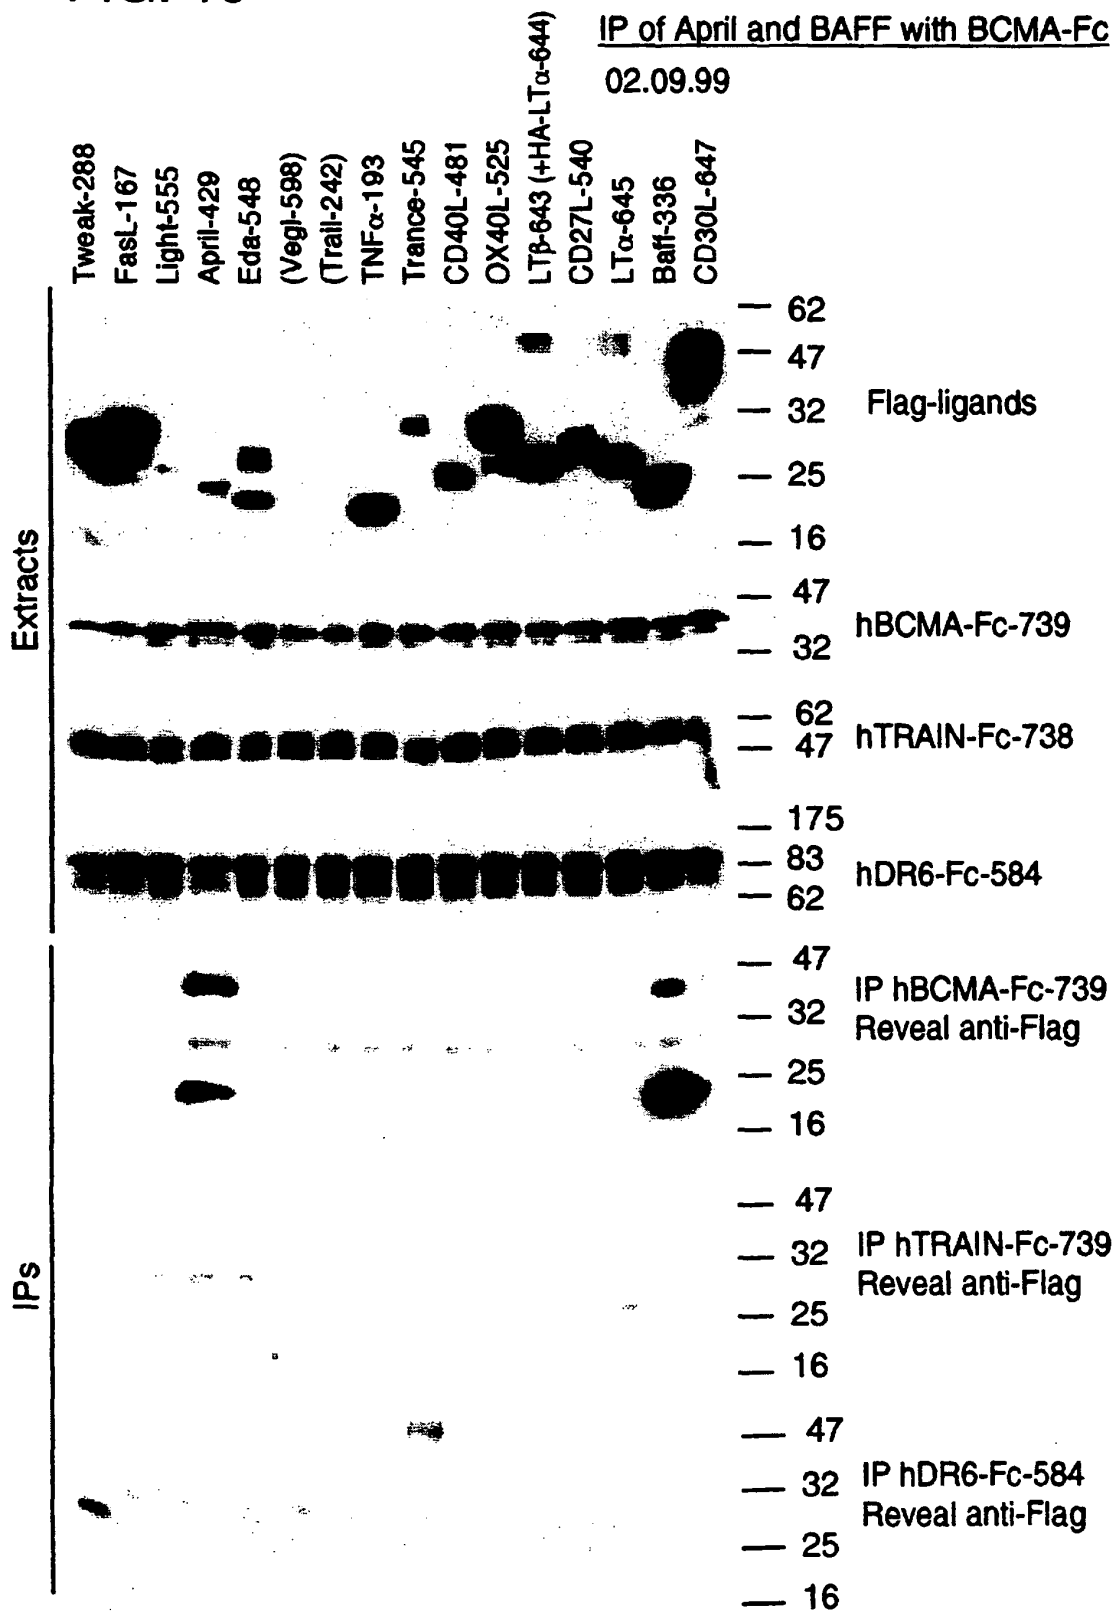 IP of April and BAFF with BCMA-Fc
02.09.99
Tweak-288
FasL-167
Light-555
April-429
Eda-548
(Vegl-598)
(Trail-242)
TNFα-193
Trance-545
CD40L-481
OX40L-525
LTβ-643 (+HA-LTα-644)
CD27L-540
LTα-645
Baff-336
CD30L-647
Extracts
62
47
32
Flag-ligands
25
16
47
hBCMA-Fc-739
32
62
47
hTRAIN-Fc-738
175
83
hDR6-Fc-584
62
IPs
47
IP hBCMA-Fc-739
32
Reveal anti-Flag
25
16
47
32
IP hTRAIN-Fc-739
Reveal anti-Flag
25
16
47
32
IP hDR6-Fc-584
Reveal anti-Flag
25
16